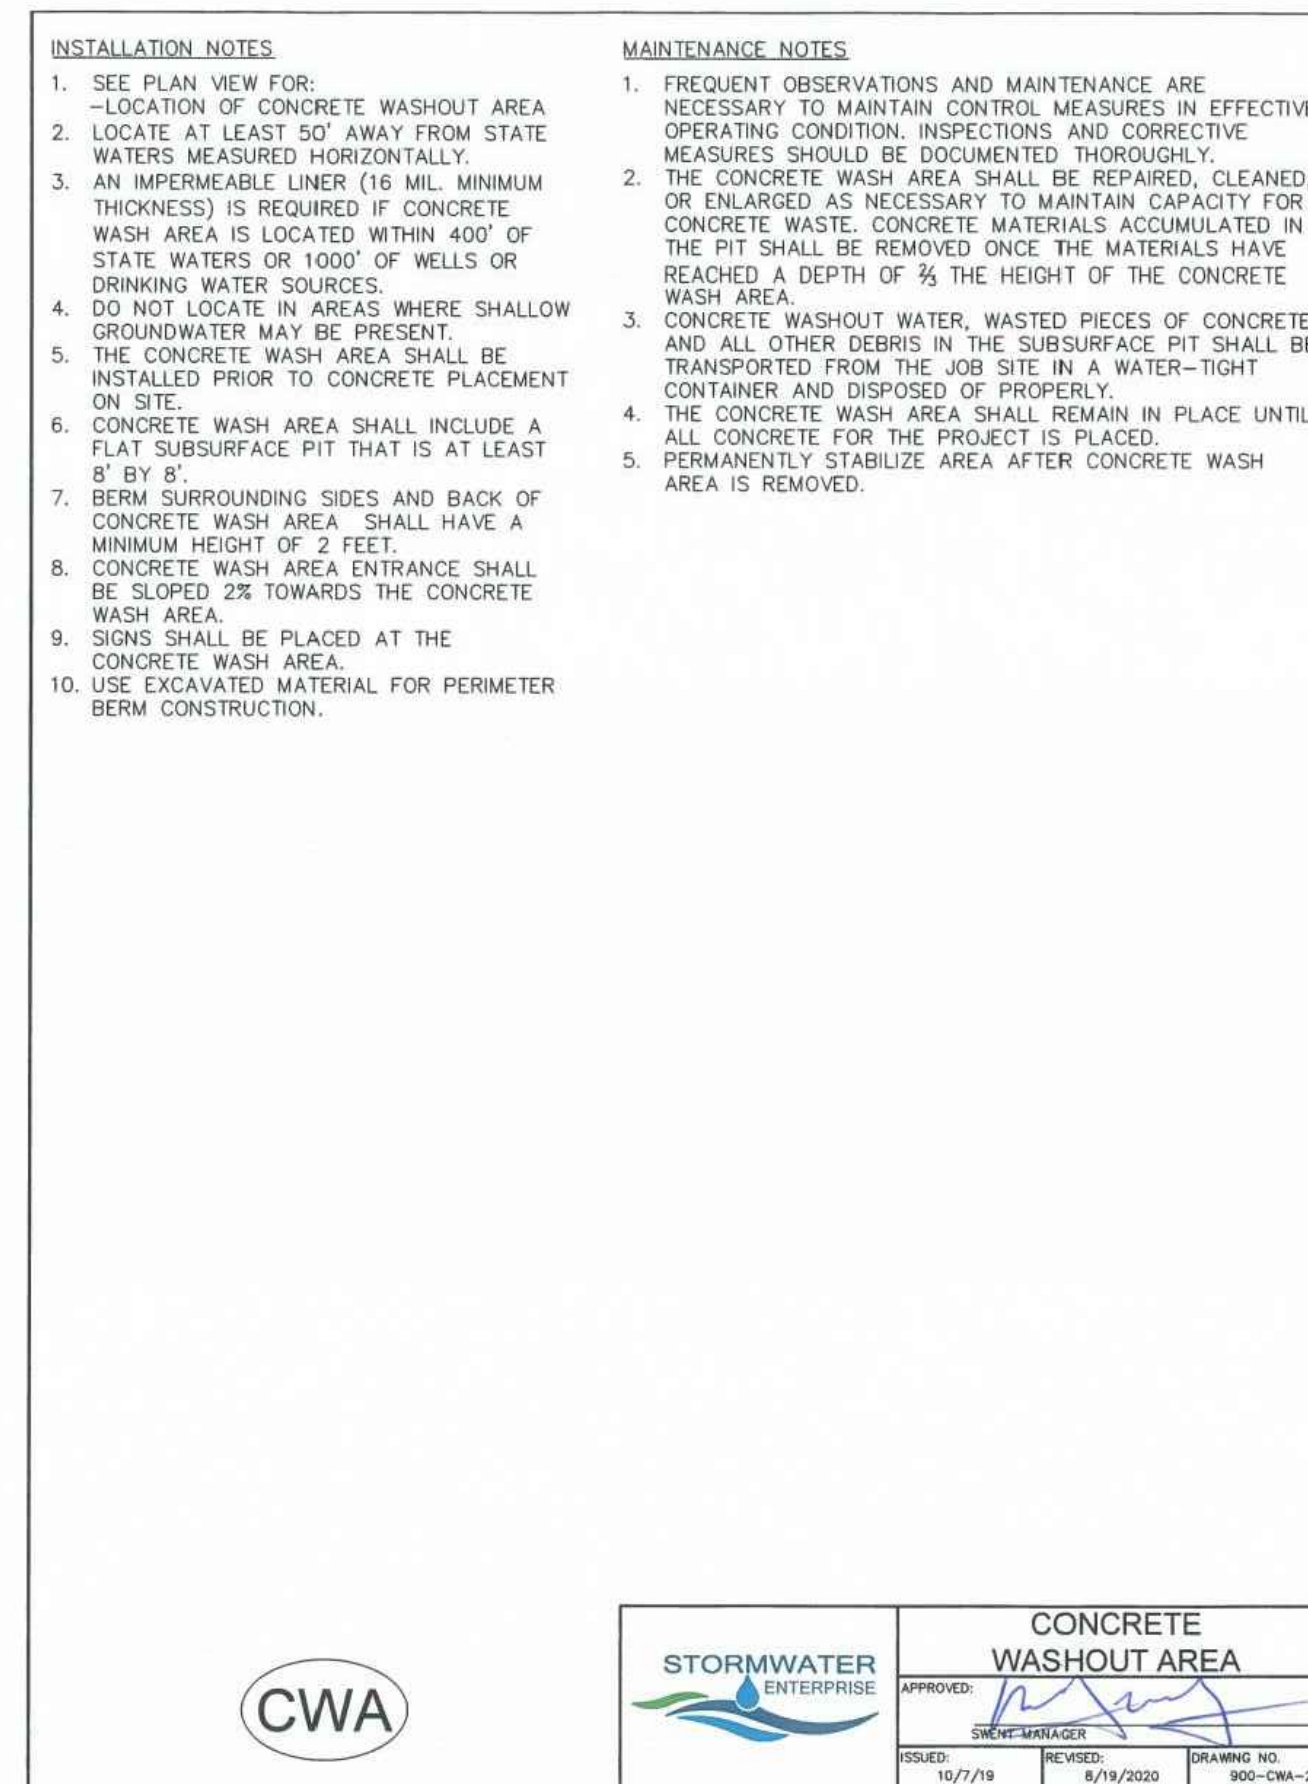 INSTALLATION NOTES
1. SEE PLAN VIEW FOR:
-LOCATION OF CONCRETE WASHOUT AREA
2. LOCATE AT LEAST 50' AWAY FROM STATE
WATERS MEASURED HORIZONTALLY.
3. AN IMPERMEABLE LINER (16 MIL. MINIMUM
THICKNESS) IS REQUIRED IF CONCRETE
WASH AREA IS LOCATED WITHIN 400' OF
STATE WATERS OR 1000' OF WELLS OR
DRINKING WATER SOURCES.
4. DO NOT LOCATE IN AREAS WHERE SHALLOW
GROUNDWATER MAY BE PRESENT.
5. THE CONCRETE WASH AREA SHALL BE
INSTALLED PRIOR TO CONCRETE PLACEMENT
ON SITE.
6. CONCRETE WASH AREA SHALL INCLUDE A
FLAT SUBSURFACE PIT THAT IS AT LEAST
8' BY 8'.
7. BERM SURROUNDING SIDES AND BACK OF
CONCRETE WASH AREA SHALL HAVE A
MINIMUM HEIGHT OF 2 FEET.
8. CONCRETE WASH AREA ENTRANCE SHALL
BE SLOPED 2% TOWARDS THE CONCRETE
WASH AREA.
9. SIGNS SHALL BE PLACED AT THE
CONCRETE WASH AREA.
10. USE EXCAVATED MATERIAL FOR PERIMETER
BERM CONSTRUCTION.
MAINTENANCE NOTES
1. FREQUENT OBSERVATIONS AND MAINTENANCE ARE
NECESSARY TO MAINTAIN CONTROL MEASURES IN EFFECTIVE
OPERATING CONDITION. INSPECTIONS AND CORRECTIVE
MEASURES SHOULD BE DOCUMENTED THOROUGHLY.
2. THE CONCRETE WASH AREA SHALL BE REPAIRED, CLEANED,
OR ENLARGED AS NECESSARY TO MAINTAIN CAPACITY FOR
CONCRETE WASTE. CONCRETE MATERIALS ACCUMULATED IN
THE PIT SHALL BE REMOVED ONCE THE MATERIALS HAVE
REACHED A DEPTH OF ⅔ THE HEIGHT OF THE CONCRETE
WASH AREA.
3. CONCRETE WASHOUT WATER, WASTED PIECES OF CONCRETE
AND ALL OTHER DEBRIS IN THE SUBSURFACE PIT SHALL BE
TRANSPORTED FROM THE JOB SITE IN A WATER-TIGHT
CONTAINER AND DISPOSED OF PROPERLY.
4. THE CONCRETE WASH AREA SHALL REMAIN IN PLACE UNTIL
ALL CONCRETE FOR THE PROJECT IS PLACED.
5. PERMANENTLY STABILIZE AREA AFTER CONCRETE WASH
AREA IS REMOVED.
CWA
STORMWATER
ENTERPRISE
CONCRETE
WASHOUT AREA
APPROVED:
SWENT MANAGER
ISSUED:
10/7/19
REVISED:
8/19/2020
DRAWING NO.
900-CWA-2